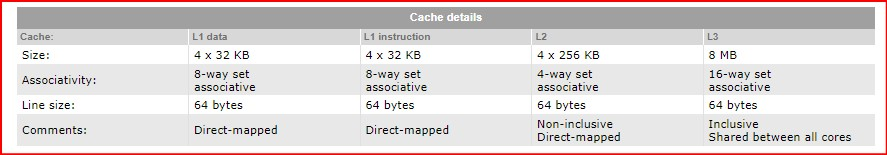 Cache details
Cache: L1 data L1 instruction L2 L3
Size: 4 x 32 KB 4 x 32 KB 4 x 256 KB 8 MB
Associativity: 8-way set associative 8-way set associative 4-way set associative 16-way set associative
Line size: 64 bytes 64 bytes 64 bytes 64 bytes
Comments: Direct-mapped Direct-mapped Non-inclusive Direct-mapped Inclusive Shared between all cores